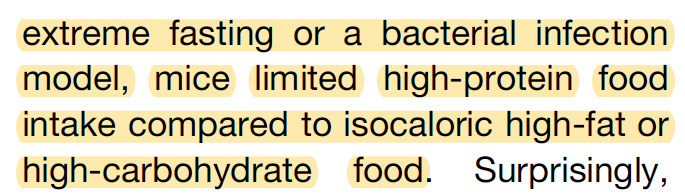 extreme fasting or a bacterial infection
model, mice limited high-protein food
intake compared to isocaloric high-fat or
high-carbohydrate food. Surprisingly,